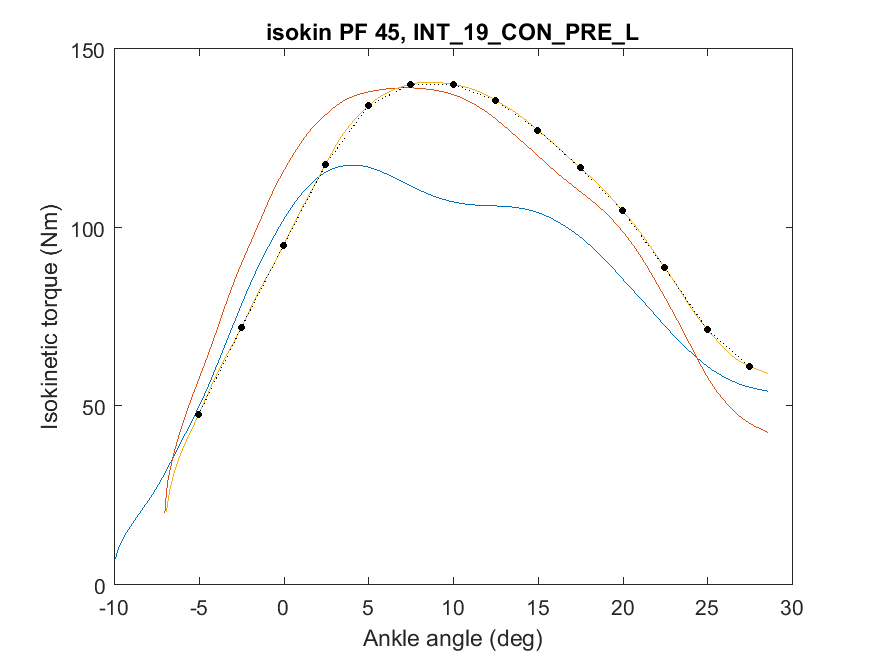 isokin PF 45, INT_19_CON_PRE_L
150
100
50
0
Isokinetic torque (Nm)
-10 -5 0 5 10 15 20 25 30
Ankle angle (deg)